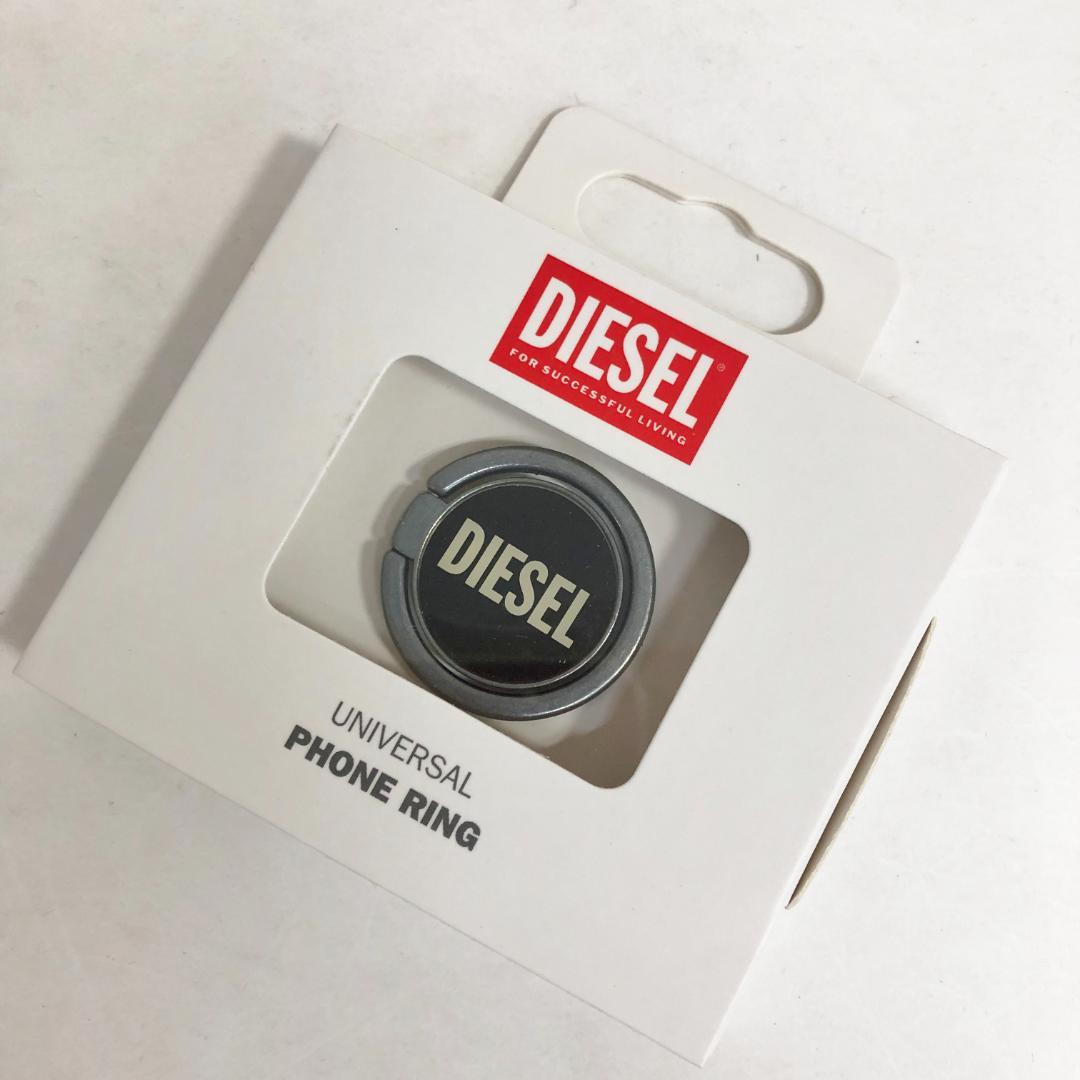 DIESEL®
FOR SUCCESSFUL LIVING
DIESEL
UNIVERSAL
PHONE RING